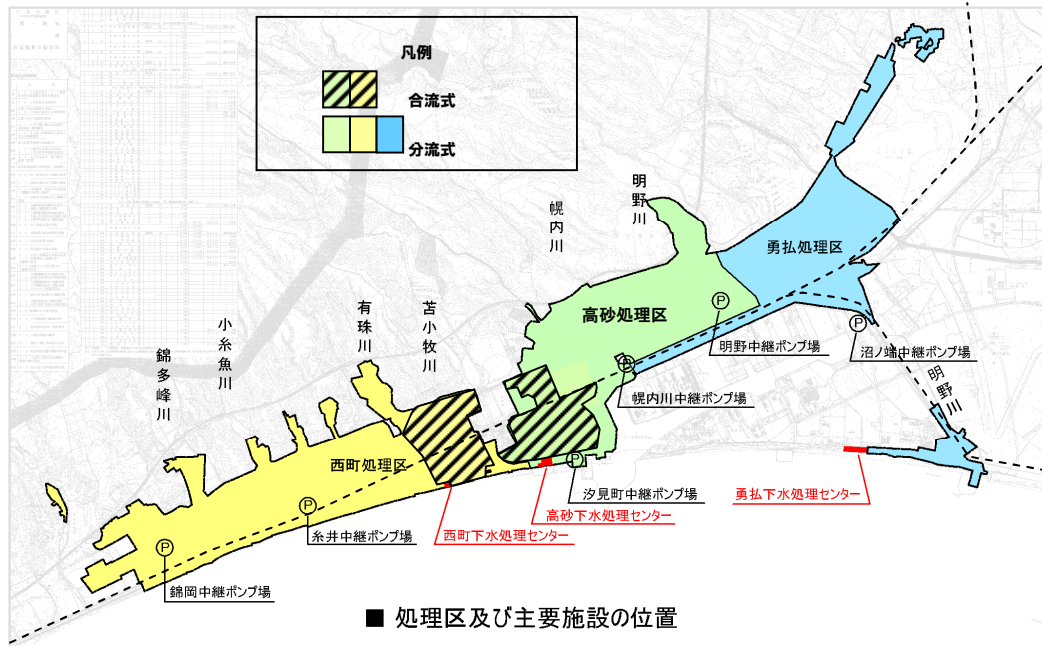 凡例
合流式
分流式
明野川
幌内川
勇払処理区
有珠川
苫小牧川
高砂処理区
小糸魚川
錦多峰川
明野中継ポンプ場
沼ノ端中継ポンプ場
明野川
幌内川中継ポンプ場
西町処理区
汐見町中継ポンプ場
勇払下水処理センター
高砂下水処理センター
糸井中継ポンプ場
西町下水処理センター
錦岡中継ポンプ場
P
P
P
P
P
P
■ 処理区及び主要施設の位置